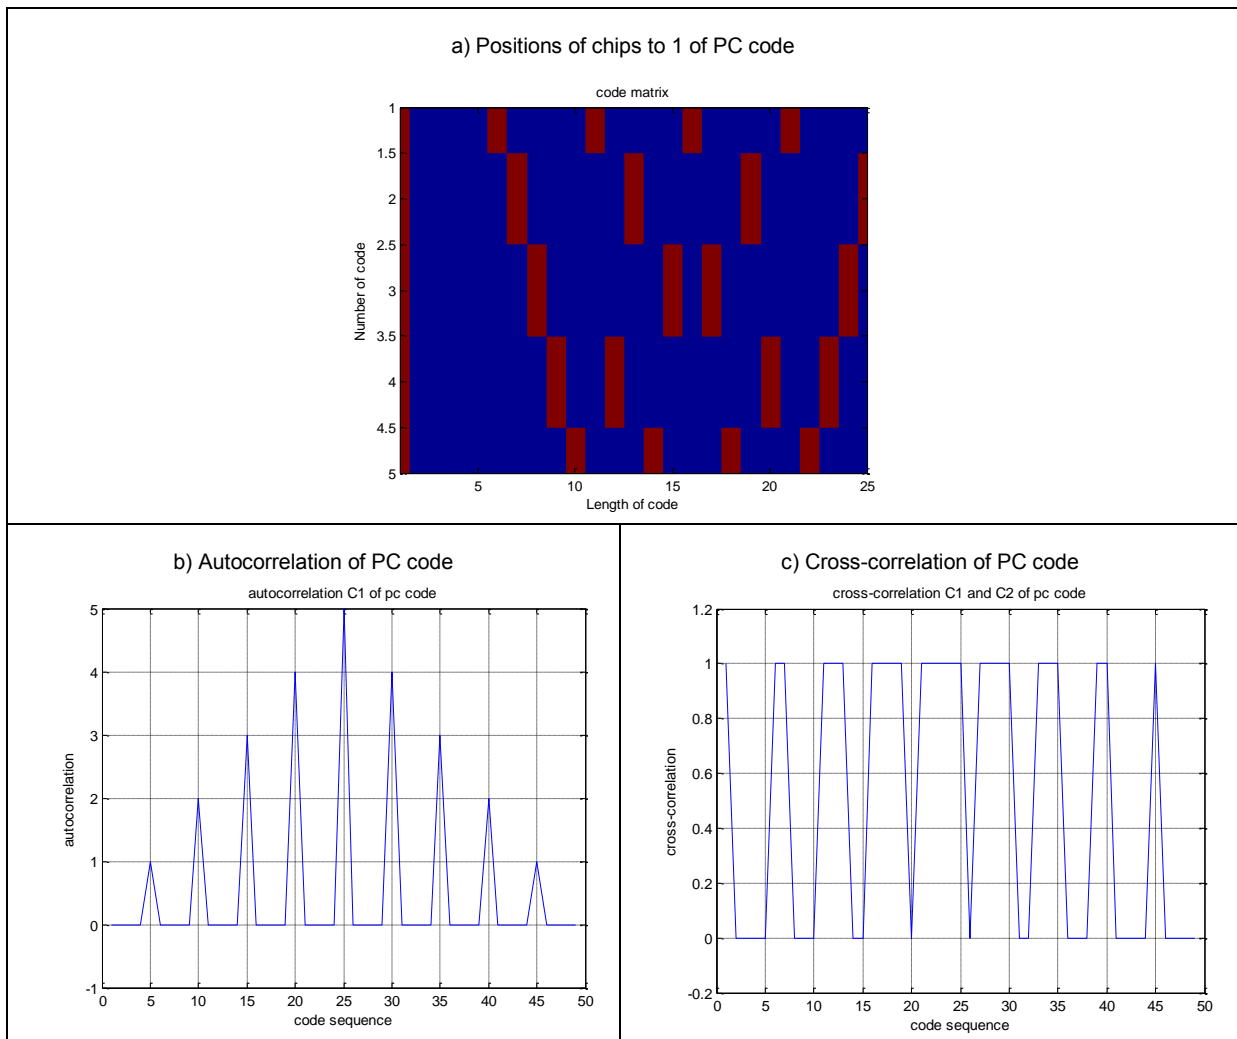 a) Positions of chips to 1 of PC code
code matrix
1
1.5
2
2.5
3
3.5
4
4.5
5
Number of code
5 10 15 20 25
Length of code
b) Autocorrelation of PC code
autocorrelation C1 of pc code
5
4
3
2
1
0
-1
autocorrelation
0 5 10 15 20 25 30 35 40 45 50
code sequence
c) Cross-correlation of PC code
cross-correlation C1 and C2 of pc code
1.2
1
0.8
0.6
0.4
0.2
0
-0.2
cross-correlation
0 5 10 15 20 25 30 35 40 45 50
code sequence